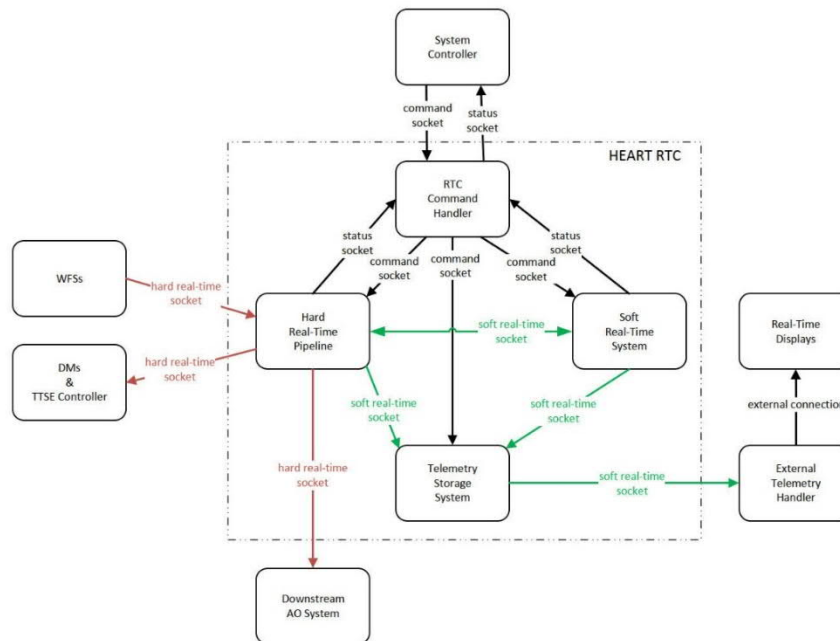 System
Controller
command
socket
status
socket
HEART RTC
RTC
Command
Handler
status
socket
command
socket
command
socket
command
socket
status
socket
WFSs
hard real-time
socket
Hard
Real-Time
Pipeline
soft real-time
socket
Soft
Real-Time
System
Real-Time
Displays
DMs
&
TTSE Controller
hard real-time
socket
soft real-time
socket
soft real-time
socket
external connection
hard real-time
socket
Telemetry
Storage
System
soft real-time
socket
External
Telemetry
Handler
Downstream
AO System